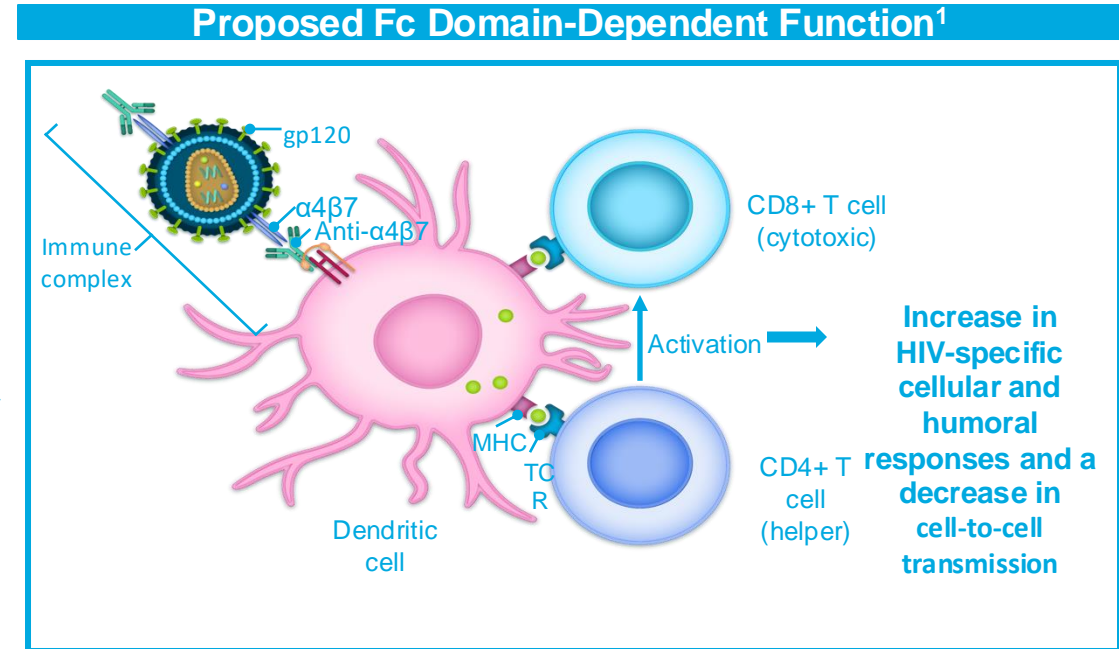 Proposed Fc Domain-Dependent Function¹
gp120
α4β7
Anti-α4β7
Immune
complex
CD8+ T cell
(cytotoxic)
Activation
MHC
TC
R
Dendritic
cell
CD4+ T
cell
(helper)
Increase in
HIV-specific
cellular and
humoral
responses and a
decrease in
cell-to-cell
transmission